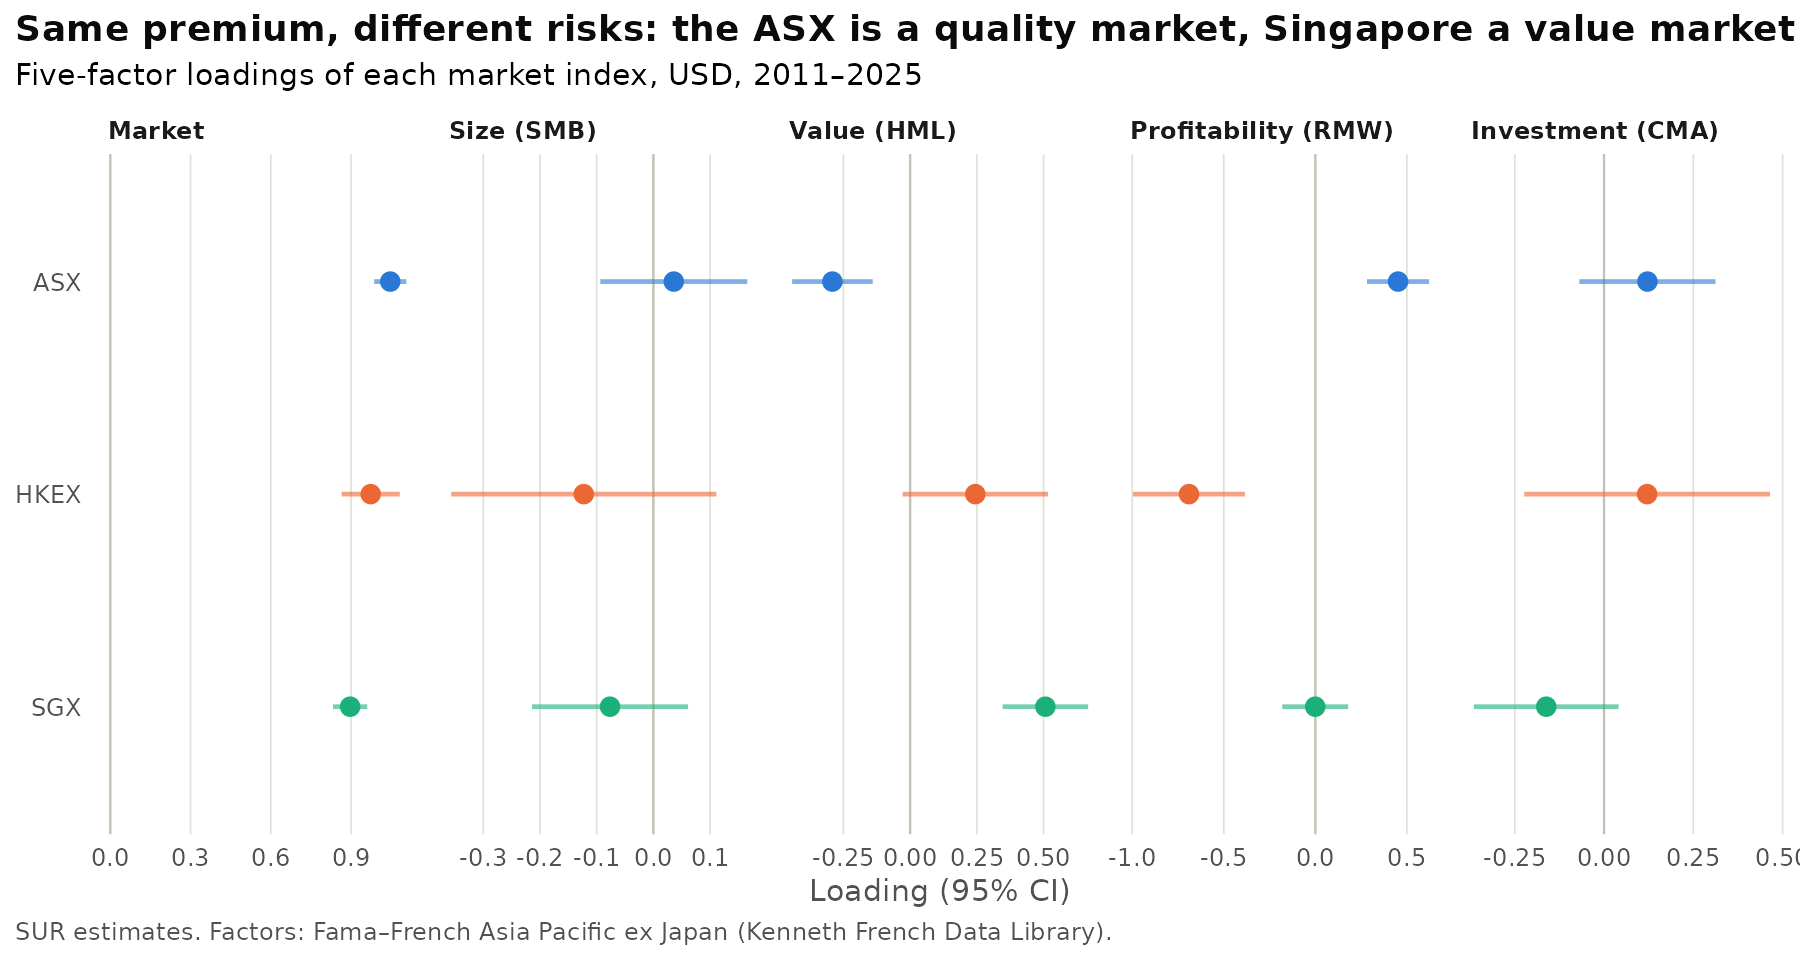 Same premium, different risks: the ASX is a quality market, Singapore a value market
Five-factor loadings of each market index, USD, 2011–2025
Market Size (SMB) Value (HML) Profitability (RMW) Investment (CMA)
ASX
HKEX
SGX
0.0 0.3 0.6 0.9 -0.3 -0.2 -0.1 0.0 0.1 -0.25 0.00 0.25 0.50 -1.0 -0.5 0.0 0.5 -0.25 0.00 0.25 0.50
Loading (95% CI)
SUR estimates. Factors: Fama–French Asia Pacific ex Japan (Kenneth French Data Library).